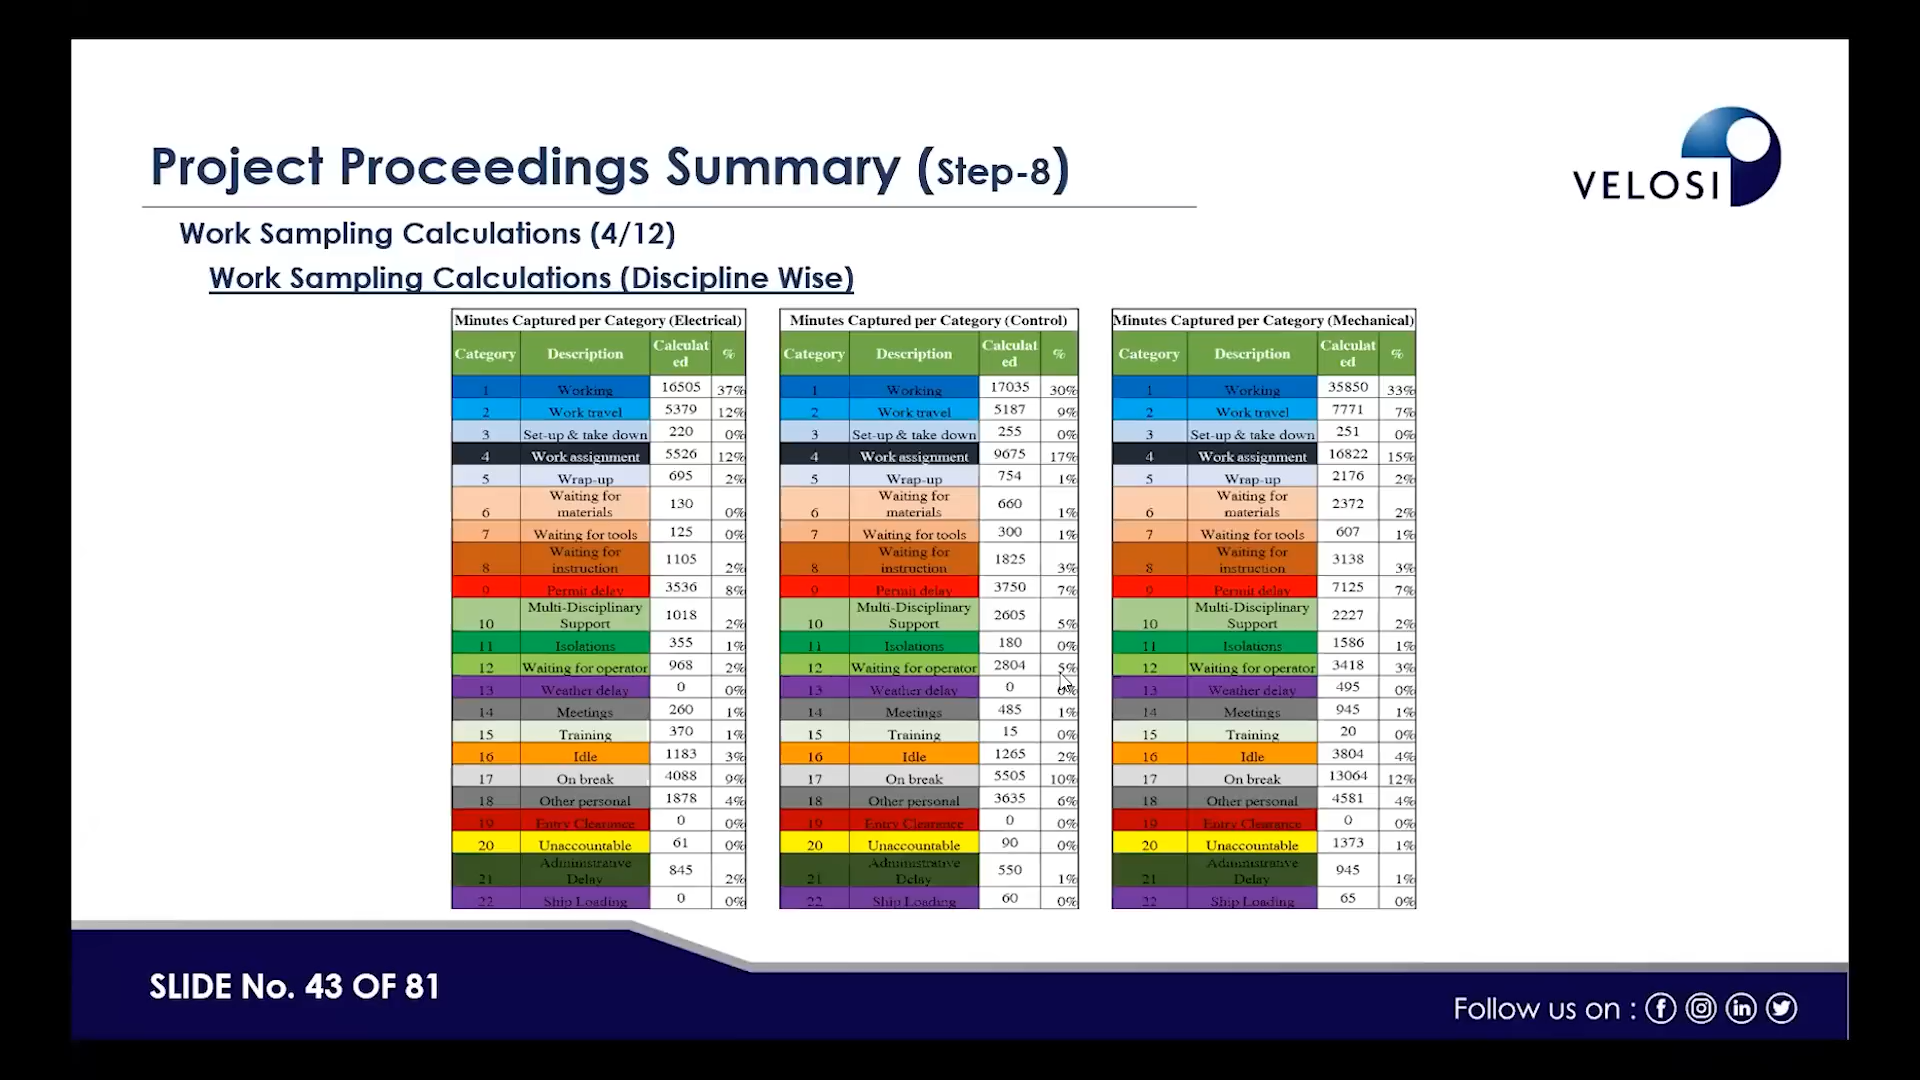 Project Proceedings Summary (Step-8)
VELOSI
Work Sampling Calculations (4/12)
Work Sampling Calculations (Discipline Wise)
Minutes Captured per Category (Electrical)
Category Description Calculated %
1 Working 16505 37%
2 Work travel 5379 12%
3 Set-up & take down 220 0%
4 Work assignment 5526 12%
5 Wrap-up 695 2%
6 Waiting for materials 130 0%
7 Waiting for tools 125 0%
8 Waiting for instruction 1105 2%
9 Permit delay 3536 8%
10 Multi-Disciplinary Support 1018 2%
11 Isolations 355 1%
12 Waiting for operator 968 2%
13 Weather delay 0 0%
14 Meetings 260 1%
15 Training 370 1%
16 Idle 1183 3%
17 On break 4088 9%
18 Other personal 1878 4%
19 Entry Clearance 0 0%
20 Unaccountable 61 0%
21 Administrative Delay 845 2%
22 Ship Loading 0 0%
Minutes Captured per Category (Control)
Category Description Calculated %
1 Working 17035 30%
2 Work travel 5187 9%
3 Set-up & take down 255 0%
4 Work assignment 9675 17%
5 Wrap-up 754 1%
6 Waiting for materials 660 1%
7 Waiting for tools 300 1%
8 Waiting for instruction 1825 3%
9 Permit delay 3750 7%
10 Multi-Disciplinary Support 2605 5%
11 Isolations 180 0%
12 Waiting for operator 2804 5%
13 Weather delay 0 0%
14 Meetings 485 1%
15 Training 15 0%
16 Idle 1265 2%
17 On break 5505 10%
18 Other personal 3635 6%
19 Entry Clearance 0 0%
20 Unaccountable 90 0%
21 Administrative Delay 550 1%
22 Ship Loading 60 0%
Minutes Captured per Category (Mechanical)
Category Description Calculated %
1 Working 35850 33%
2 Work travel 7771 7%
3 Set-up & take down 251 0%
4 Work assignment 16822 15%
5 Wrap-up 2176 2%
6 Waiting for materials 2372 2%
7 Waiting for tools 607 1%
8 Waiting for instruction 3138 3%
9 Permit delay 7125 7%
10 Multi-Disciplinary Support 2227 2%
11 Isolations 1586 1%
12 Waiting for operator 3418 3%
13 Weather delay 495 0%
14 Meetings 945 1%
15 Training 20 0%
16 Idle 3804 4%
17 On break 13064 12%
18 Other personal 4581 4%
19 Entry Clearance 0 0%
20 Unaccountable 1373 1%
21 Administrative Delay 945 1%
22 Ship Loading 65 0%
SLIDE No. 43 OF 81
Follow us on :